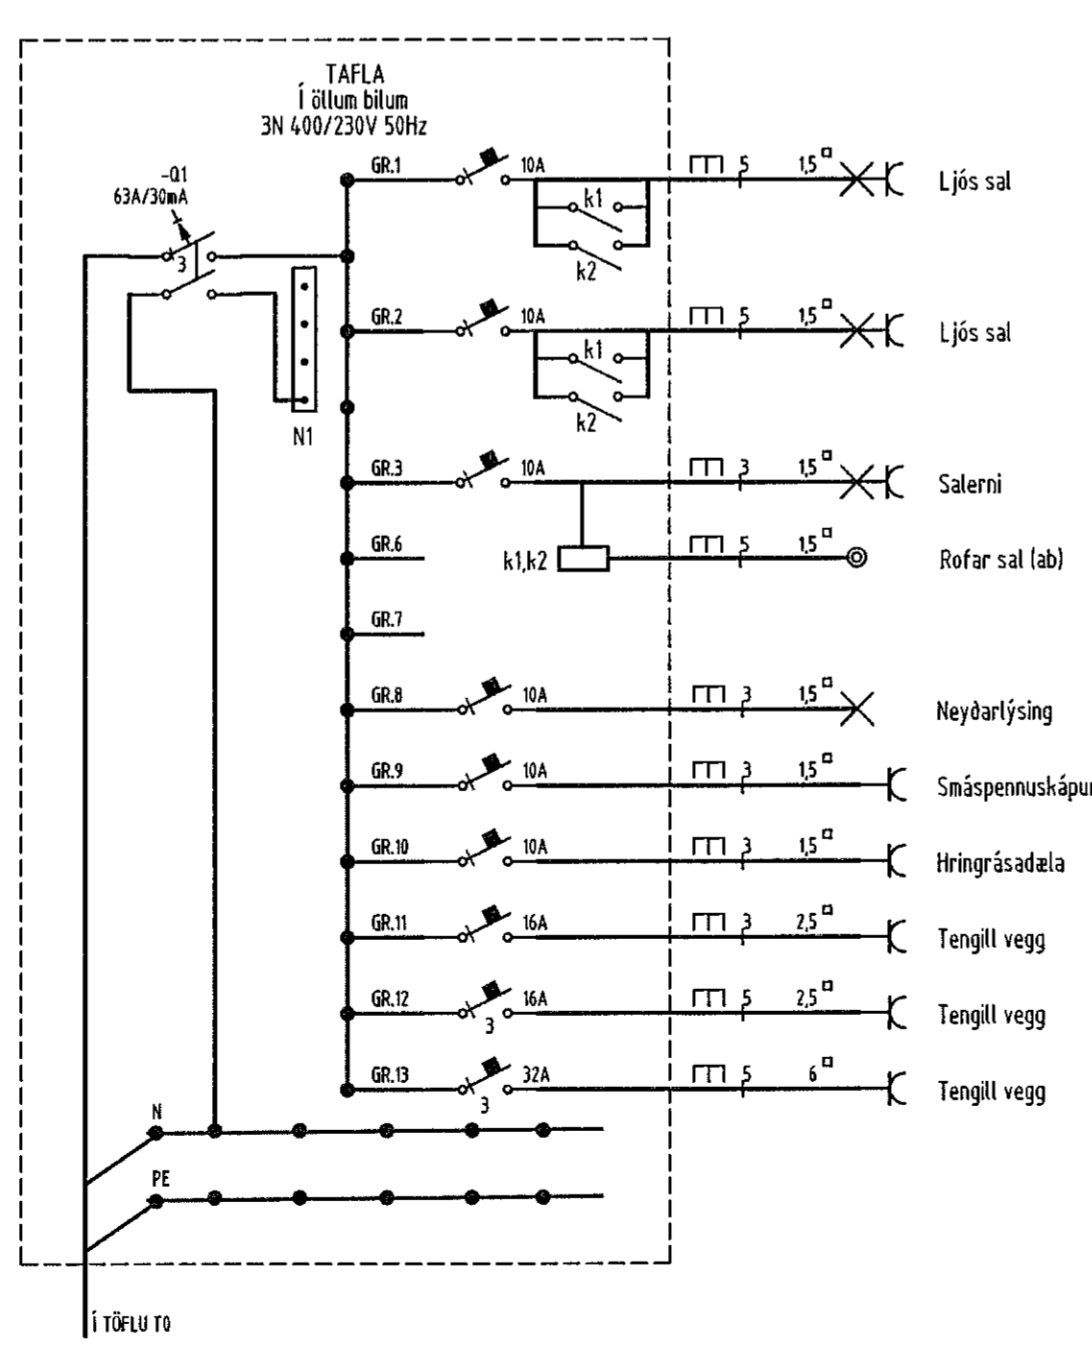 TAFLA
Í öllum bilum
3N 400/230V 50Hz
-Q1
63A/30mA
3
N1
GR.1 10A 5 1,5 Ljós sal
k1
k2
GR.2 10A 5 1,5 Ljós sal
k1
k2
GR.3 10A 3 1,5 Salerni
GR.6 k1,k2 5 1,5 Rofar sal (ab)
GR.7
GR.8 10A 3 1,5 Neyðarlýsing
GR.9 10A 3 1,5 Smáspennuskápur
GR.10 10A 3 1,5 Hringrásadæla
GR.11 16A 3 2,5 Tengill vegg
GR.12 3 16A 5 2,5 Tengill vegg
GR.13 3 32A 5 6 Tengill vegg
N
PE
Í TÖFLU T0